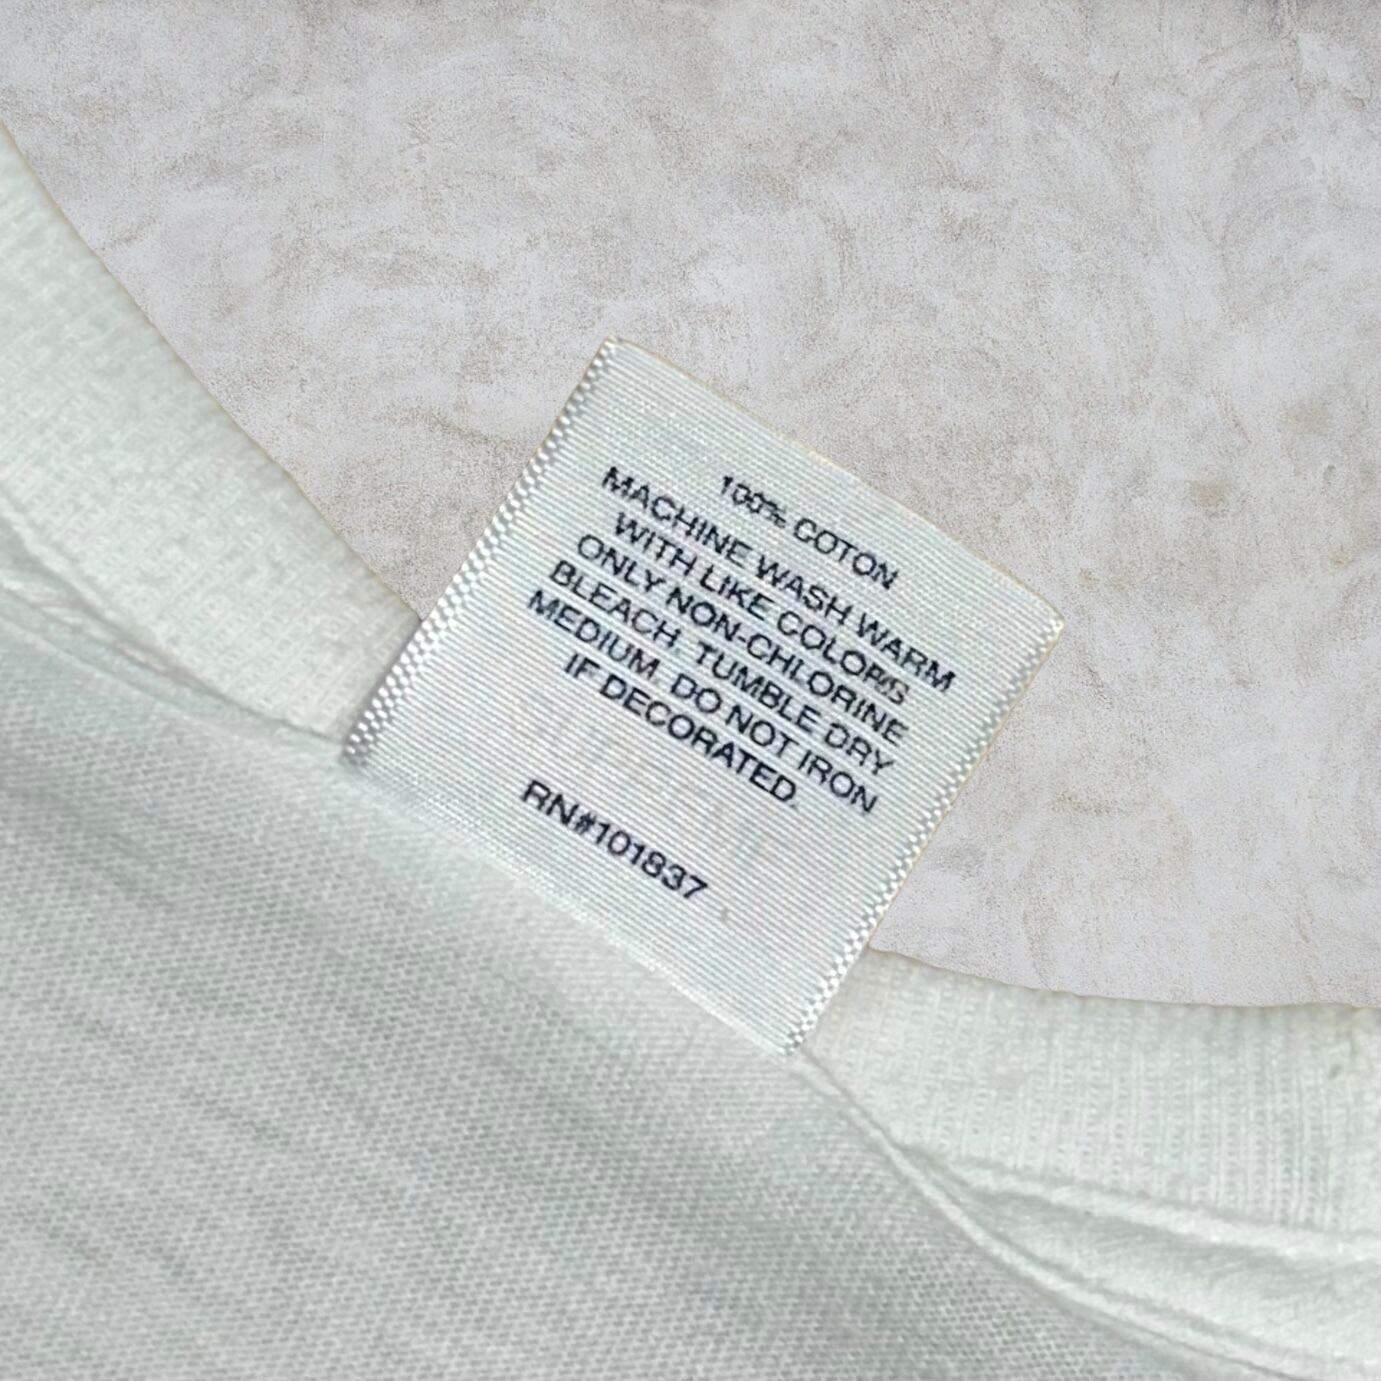 100% COTON
MACHINE WASH WARM
WITH LIKE COLORS
ONLY NON-CHLORINE
BLEACH. TUMBLE DRY
MEDIUM. DO NOT IRON
IF DECORATED.
RN#101837